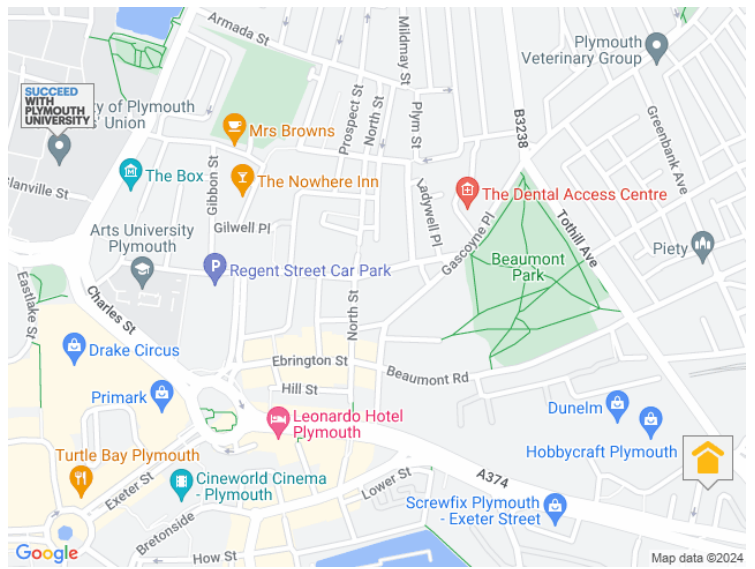 Armada St
Mildmay St
Plymouth
Veterinary Group
SUCCEED
WITH
PLYMOUTH
UNIVERSITY
ty of Plymouth
s' Union
Mrs Browns
Prospect St
North St
Plym St
B3238
Greenbank Ave
Glanville St
The Box
Gibbon St
The Nowhere Inn
Ladywell Pl
The Dental Access Centre
Gilwell Pl
Gascoyne Pl
Tothill Ave
Arts University
Plymouth
Regent Street Car Park
Beaumont
Park
Piety
Eastlake St
Charles St
North St
Drake Circus
Ebrington St
Beaumont Rd
Primark
Hill St
Leonardo Hotel
Plymouth
Dunelm
Hobbycraft Plymouth
Turtle Bay Plymouth
Exeter St
Cineworld Cinema
- Plymouth
Lower St
A374
Screwfix Plymouth
- Exeter Street
Bretonside
How St
Google
Map data ©2024